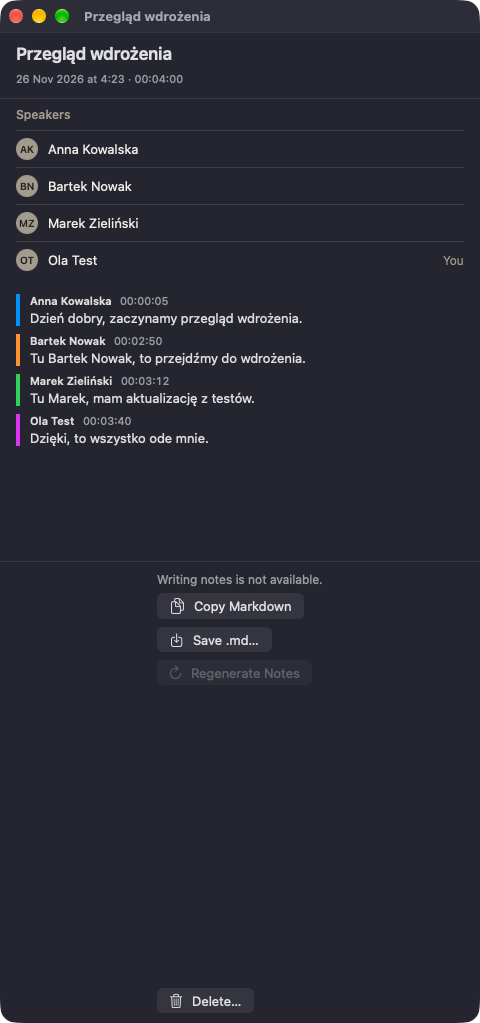 Przegląd wdrożenia
Przegląd wdrożenia
26 Nov 2026 at 4:23 · 00:04:00
Speakers
AK Anna Kowalska
BN Bartek Nowak
MZ Marek Zieliński
OT Ola Test You
Anna Kowalska 00:00:05
Dzień dobry, zaczynamy przegląd wdrożenia.
Bartek Nowak 00:02:50
Tu Bartek Nowak, to przejdźmy do wdrożenia.
Marek Zieliński 00:03:12
Tu Marek, mam aktualizację z testów.
Ola Test 00:03:40
Dzięki, to wszystko ode mnie.
Writing notes is not available.
Copy Markdown
Save .md...
Regenerate Notes
Delete...